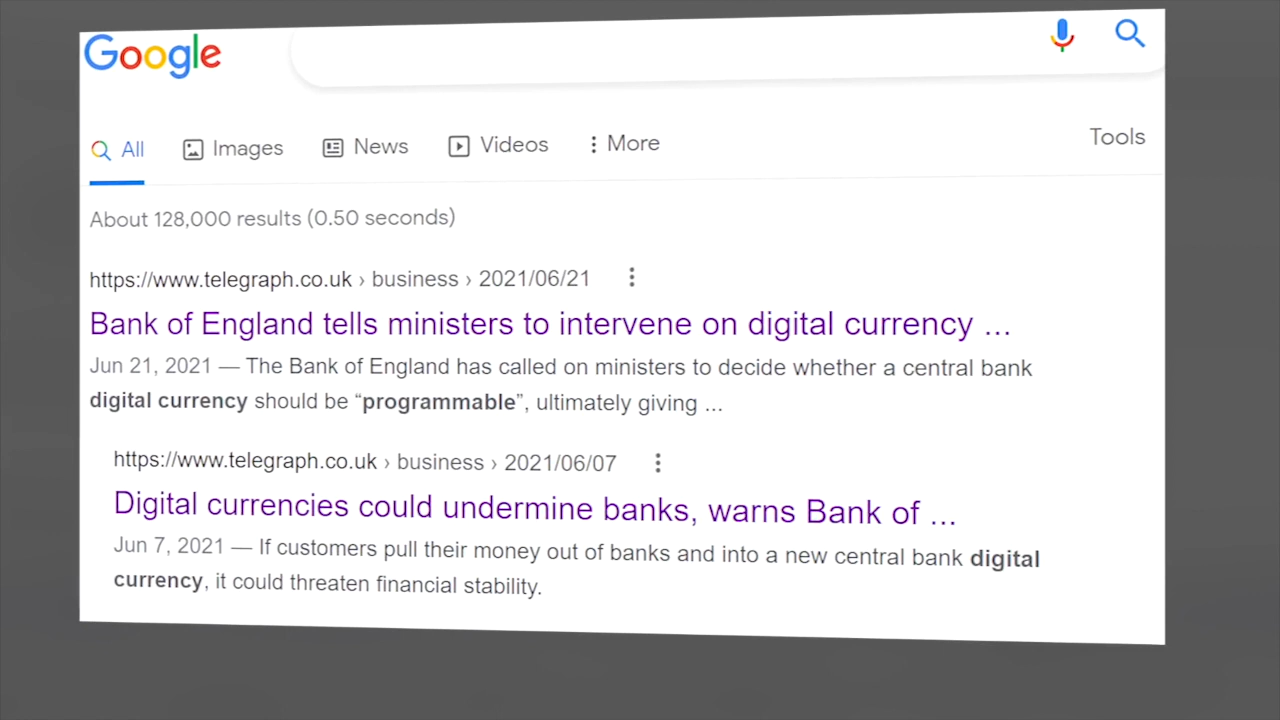 Google
All Images News Videos More Tools
About 128,000 results (0.50 seconds)
https://www.telegraph.co.uk › business › 2021/06/21
Bank of England tells ministers to intervene on digital currency ...
Jun 21, 2021 — The Bank of England has called on ministers to decide whether a central bank
digital currency should be “programmable”, ultimately giving ...
https://www.telegraph.co.uk › business › 2021/06/07
Digital currencies could undermine banks, warns Bank of ...
Jun 7, 2021 — If customers pull their money out of banks and into a new central bank digital
currency, it could threaten financial stability.